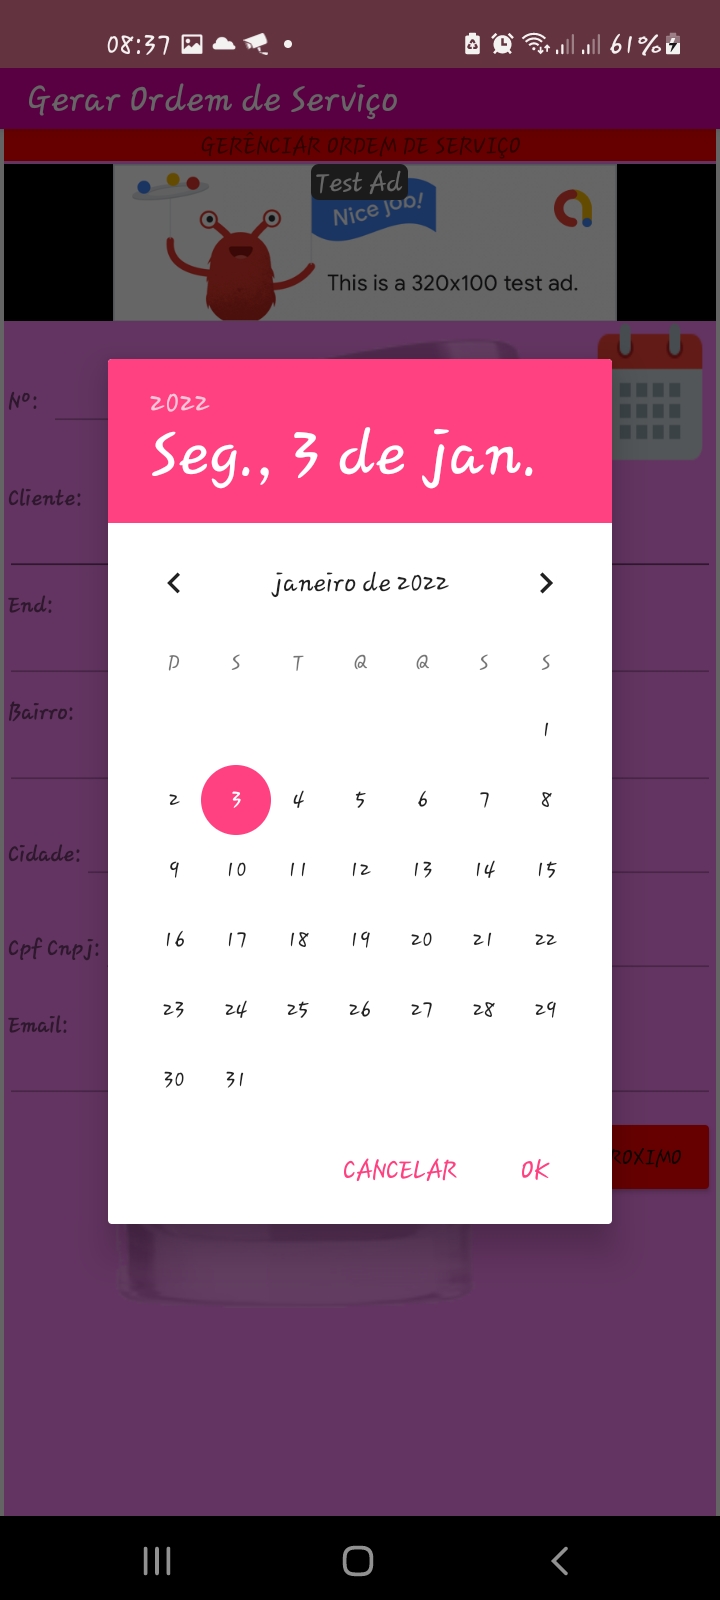 08:37 61%
Gerar Ordem de Serviço
GERÊNCIAR ORDEM DE SERVIÇO
Test Ad
Nice job!
This is a 320x100 test ad.
Nº:
Cliente:
End:
Bairro:
Cidade:
Cpf Cnpj:
Email:
2022
Seg., 3 de jan.
janeiro de 2022
D S T Q Q S S
1
2 3 4 5 6 7 8
9 10 11 12 13 14 15
16 17 18 19 20 21 22
23 24 25 26 27 28 29
30 31
CANCELAR OK
ROXIMO